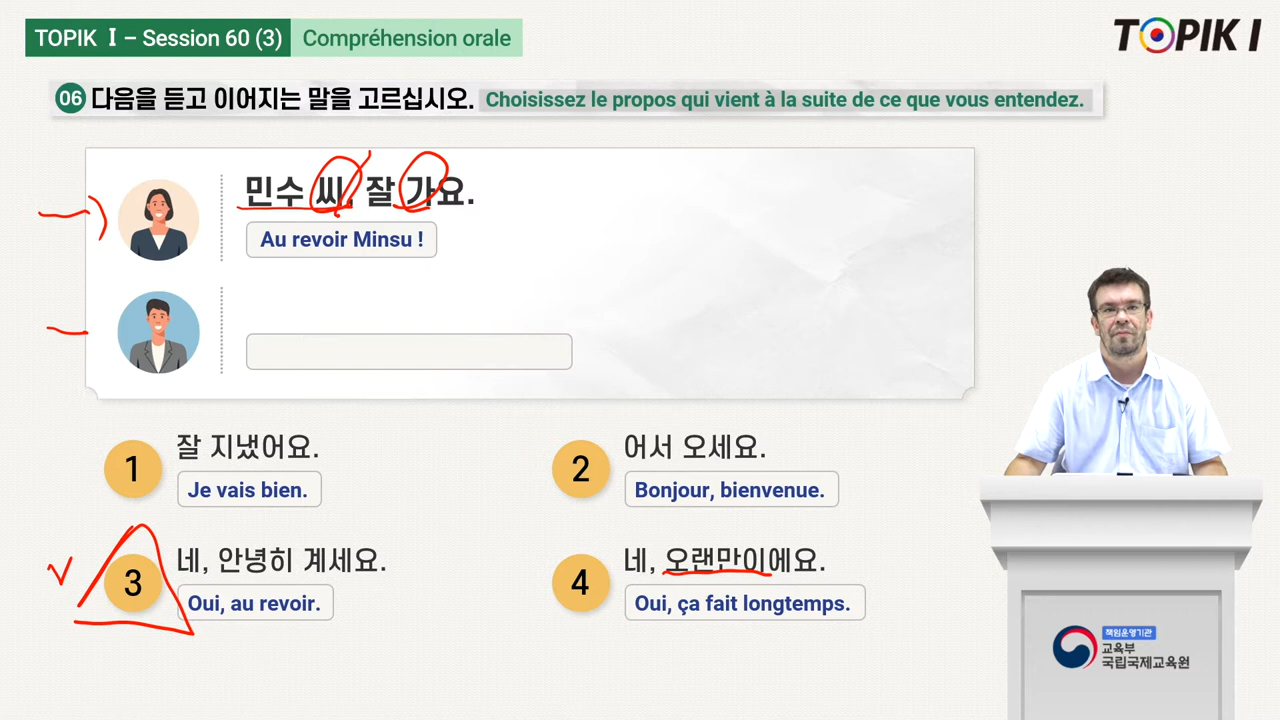 TOPIK Ⅰ – Session 60 (3) Compréhension orale
TOPIK I
06 다음을 듣고 이어지는 말을 고르십시오. Choisissez le propos qui vient à la suite de ce que vous entendez.
민수 씨, 잘 가요.
Au revoir Minsu !
1 잘 지냈어요.
Je vais bien.
2 어서 오세요.
Bonjour, bienvenue.
3 네, 안녕히 계세요.
Oui, au revoir.
4 네, 오랜만이에요.
Oui, ça fait longtemps.
책임운영기관
교육부
국립국제교육원